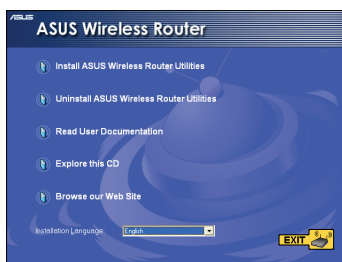 ASUS
ASUS Wireless Router
Install ASUS Wireless Router Utilities
Uninstall ASUS Wireless Router Utilities
Read User Documentation
Explore this CD
Browse our Web Site
Installation Language: English
EXIT